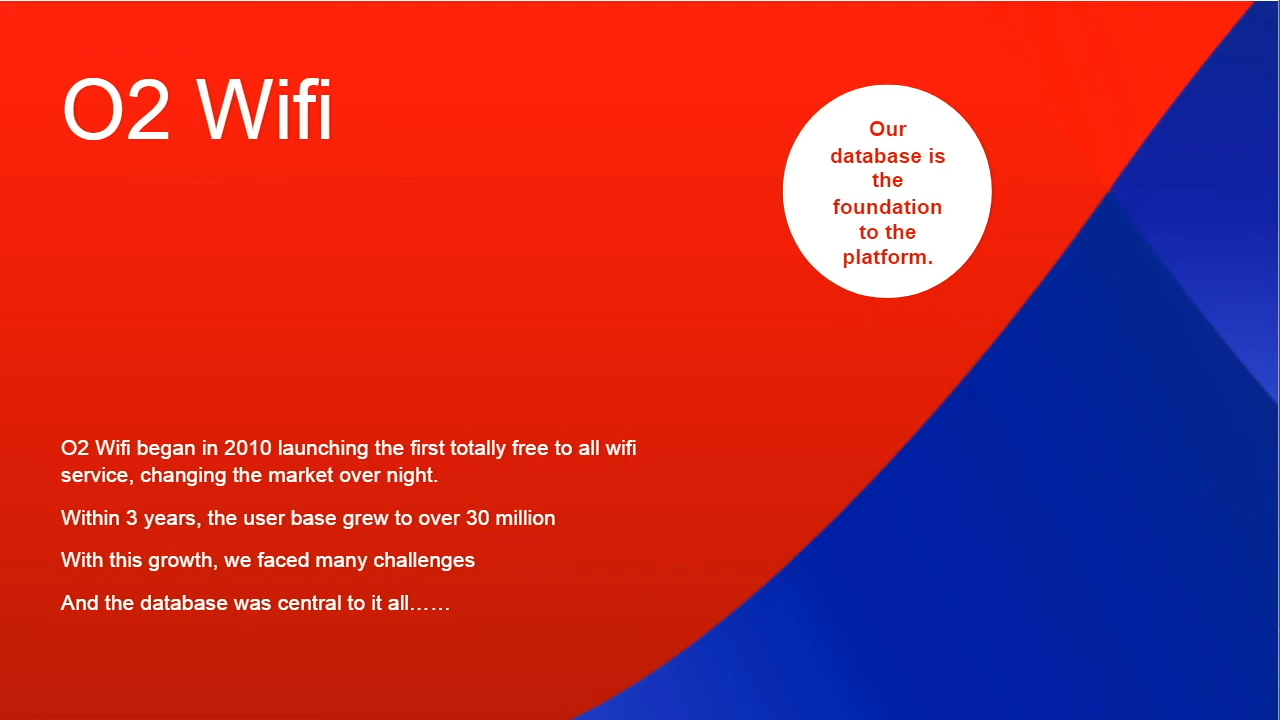 O2 Wifi
Our
database is
the
foundation
to the
platform.
O2 Wifi began in 2010 launching the first totally free to all wifi
service, changing the market over night.
Within 3 years, the user base grew to over 30 million
With this growth, we faced many challenges
And the database was central to it all……